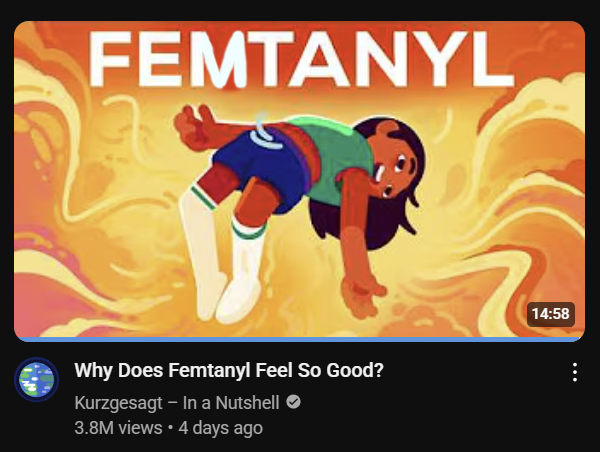 FEMTANYL
14:58
Why Does Femtanyl Feel So Good?
Kurzgesagt – In a Nutshell
3.8M views • 4 days ago